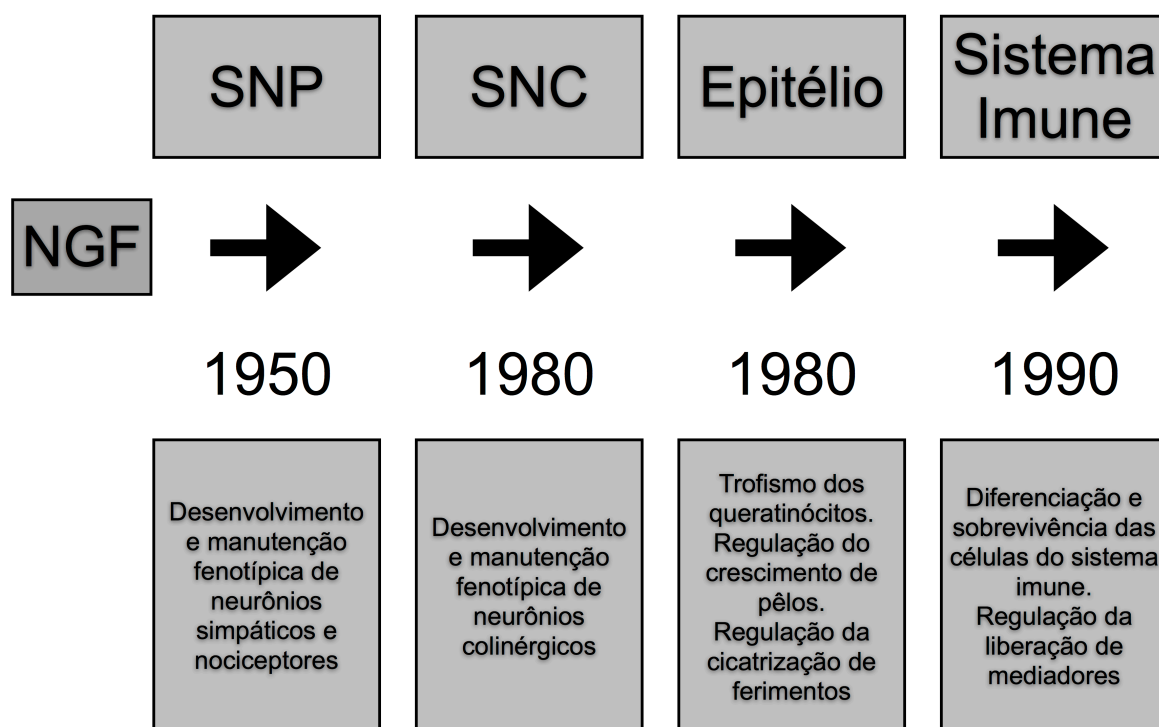 SNP
SNC
Epitélio
Sistema
Imune
NGF
1950
1980
1980
1990
Desenvolvimento
e manutenção
fenotípica de
neurônios
simpáticos e
nociceptores
Desenvolvimento
e manutenção
fenotípica de
neurônios
colinérgicos
Trofismo dos
queratinócitos.
Regulação do
crescimento de
pêlos.
Regulação da
cicatrização de
ferimentos
Diferenciação e
sobrevivência das
células do sistema
imune.
Regulação da
liberação de
mediadores